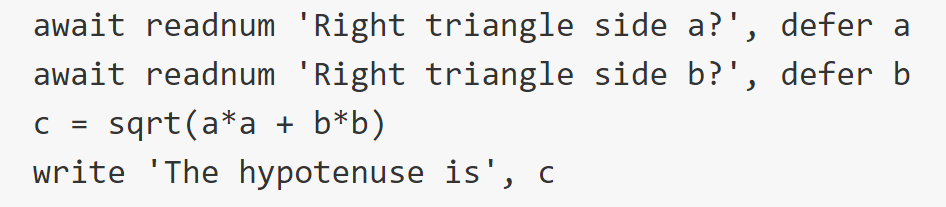 await readnum 'Right triangle side a?', defer a
await readnum 'Right triangle side b?', defer b
c = sqrt(a*a + b*b)
write 'The hypotenuse is', c